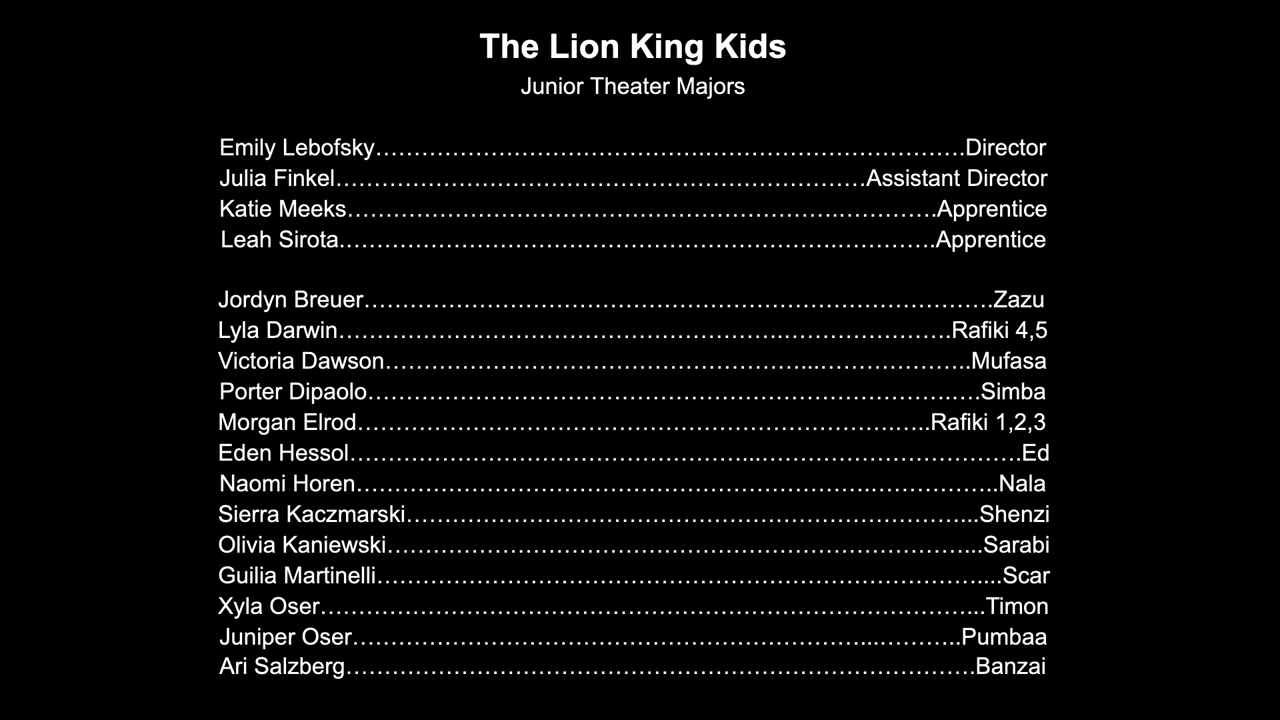 The Lion King Kids
Junior Theater Majors
Emily Lebofsky……………………………………………………………………Director
Julia Finkel……………………………………………………………Assistant Director
Katie Meeks……………………………………………………….………….Apprentice
Leah Sirota……………………………………………………….………….Apprentice
Jordyn Breuer……………………………………………………………………….Zazu
Lyla Darwin…………………………………………………….……………….Rafiki 4,5
Victoria Dawson………………………………………………...………………..Mufasa
Porter Dipaolo………………………………………………………………….….Simba
Morgan Elrod…………………………………………………………….…..Rafiki 1,2,3
Eden Hessol……………………………………………...…………………………….Ed
Naomi Horen…………………………………………………………………………Nala
Sierra Kaczmarski………………………………………………………………...Shenzi
Olivia Kaniewski…………………………………………………………………...Sarabi
Guilia Martinelli……………………………………………………………………....Scar
Xyla Oser…………………………………………………………………………...Timon
Juniper Oser…………………………………………………………...………..Pumbaa
Ari Salzberg……………………………………………………………………….Banzai